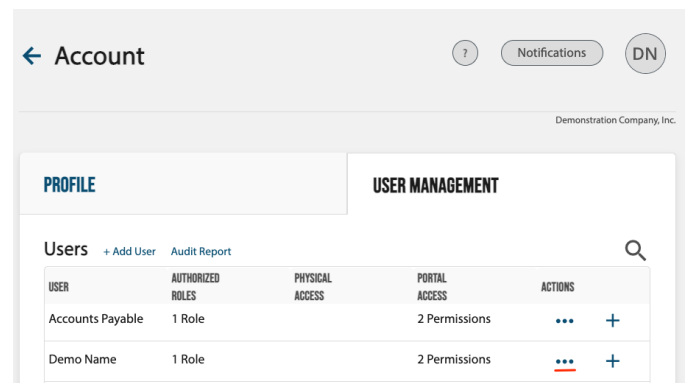 ← Account
?
Notifications
DN
Demonstration Company, Inc.
PROFILE
USER MANAGEMENT
Users + Add User Audit Report
USER AUTHORIZED ROLES PHYSICAL ACCESS PORTAL ACCESS ACTIONS
Accounts Payable 1 Role 2 Permissions ••• +
Demo Name 1 Role 2 Permissions ••• +